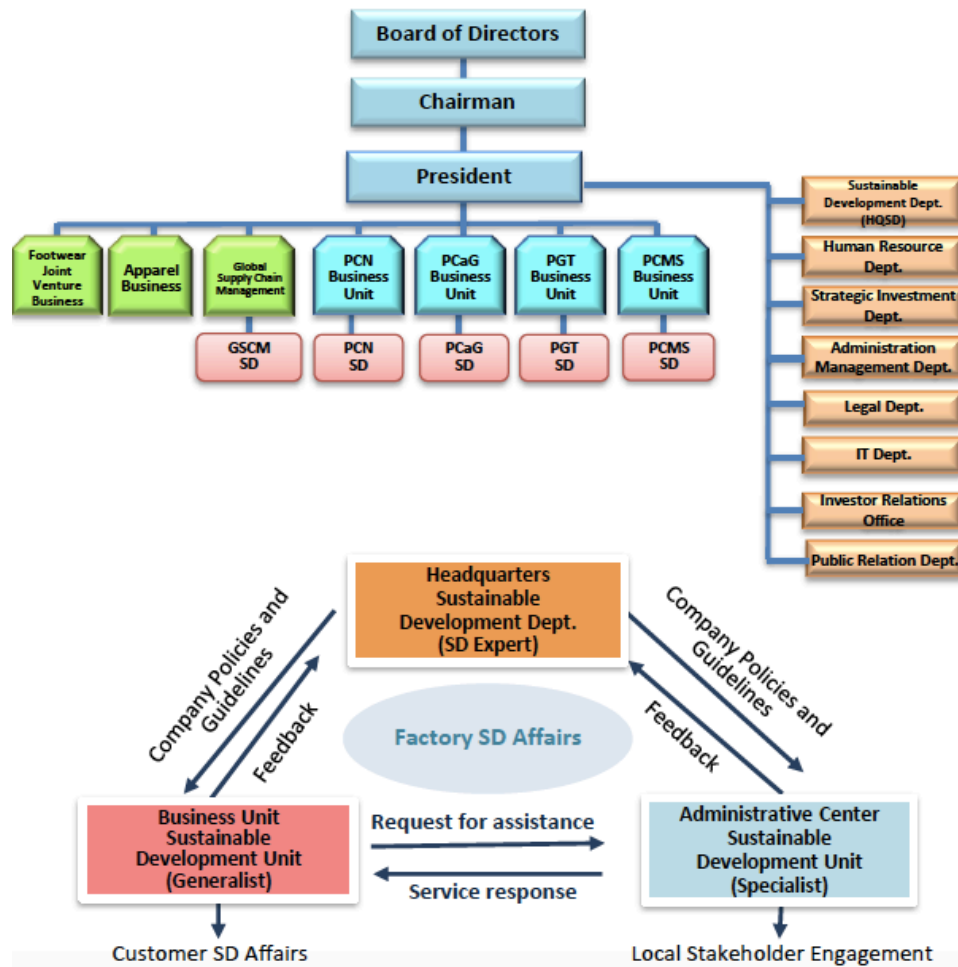 Board of Directors
Chairman
President
Footwear
Joint
Venture
Business
Apparel
Business
Global
Supply Chain
Management
PCN
Business
Unit
PCaG
Business
Unit
PGT
Business
Unit
PCMS
Business
Unit
GSCM
SD
PCN
SD
PCaG
SD
PGT
SD
PCMS
SD
Sustainable
Development Dept.
(HQSD)
Human Resource
Dept.
Strategic Investment
Dept.
Administration
Management Dept.
Legal Dept.
IT Dept.
Investor Relations
Office
Public Relation Dept.
Headquarters
Sustainable
Development Dept.
(SD Expert)
Company Policies and
Guidelines
Feedback
Company Policies and
Guidelines
Feedback
Factory SD Affairs
Business Unit
Sustainable
Development Unit
(Generalist)
Request for assistance
Service response
Administrative Center
Sustainable
Development Unit
(Specialist)
Customer SD Affairs
Local Stakeholder Engagement